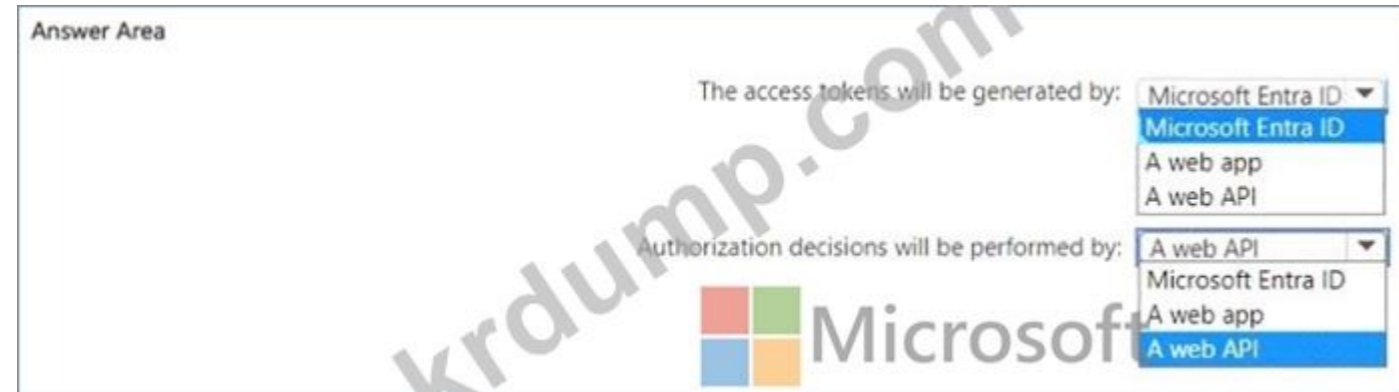 Answer Area
The access tokens will be generated by: Microsoft Entra ID
Microsoft Entra ID
A web app
A web API
Authorization decisions will be performed by: A web API
Microsoft Entra ID
A web app
A web API
Microsoft
krdump.com